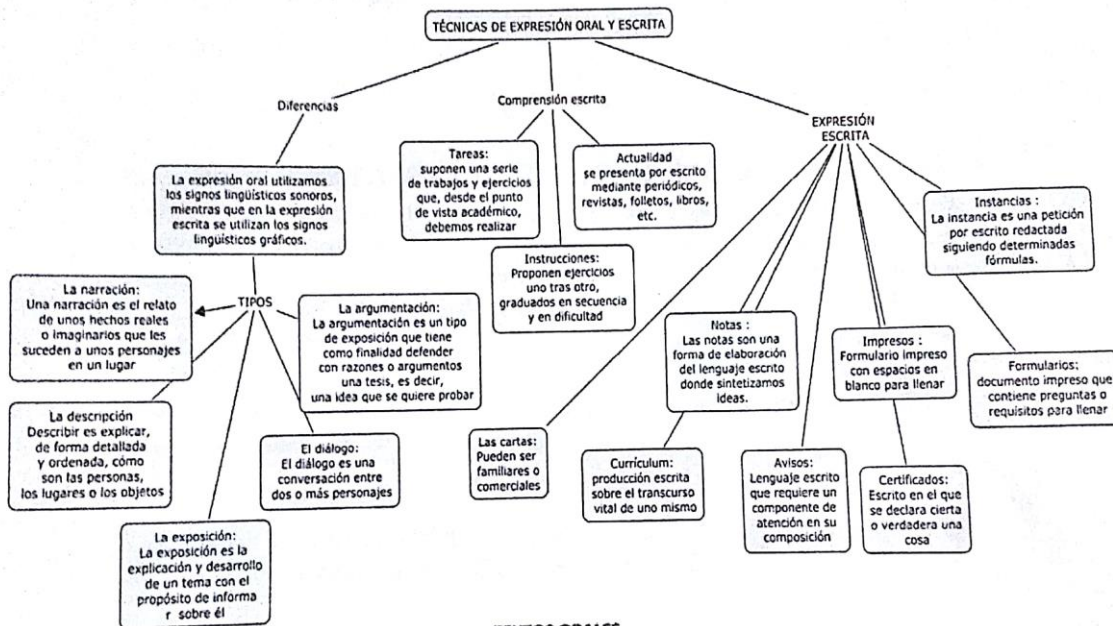 TÉCNICAS DE EXPRESIÓN ORAL Y ESCRITA
Diferencias
La expresión oral utilizamos
los signos lingüísticos sonoros,
mientras que en la expresión
escrita se utilizan los signos
lingüísticos gráficos.
TIPOS
La narración:
Una narración es el relato
de unos hechos reales
o imaginarios que les
suceden a unos personajes
en un lugar
La descripción
Describir es explicar,
de forma detallada
y ordenada, cómo
son las personas,
los lugares o los objetos
La exposición:
La exposición es la
explicación y desarrollo
de un tema con el
propósito de informa
r sobre él
El diálogo:
El diálogo es una
conversación entre
dos o más personajes
La argumentación:
La argumentación es un tipo
de exposición que tiene
como finalidad defender
con razones o argumentos
una tesis, es decir,
una idea que se quiere probar
Comprensión escrita
Tareas:
suponen una serie
de trabajos y ejercicios
que, desde el punto
de vista académico,
debemos realizar
Instrucciones:
Proponen ejercicios
uno tras otro,
graduados en secuencia
y en dificultad
Actualidad
se presenta por escrito
mediante periódicos,
revistas, folletos, libros,
etc.
EXPRESIÓN
ESCRITA
Las cartas:
Pueden ser
familiares o
comerciales
Notas :
Las notas son una
forma de elaboración
del lenguaje escrito
donde sintetizamos
ideas.
Currículum:
producción escrita
sobre el transcurso
vital de uno mismo
Avisos:
Lenguaje escrito
que requiere un
componente de
atención en su
composición
Impresos :
Formulario impreso
con espacios en
blanco para llenar
Certificados:
Escrito en el que
se declara cierta
o verdadera una
cosa
Instancias :
La instancia es una petición
por escrito redactada
siguiendo determinadas
fórmulas.
Formularios:
documento impreso que
contiene preguntas o
requisitos para llenar
ORALES